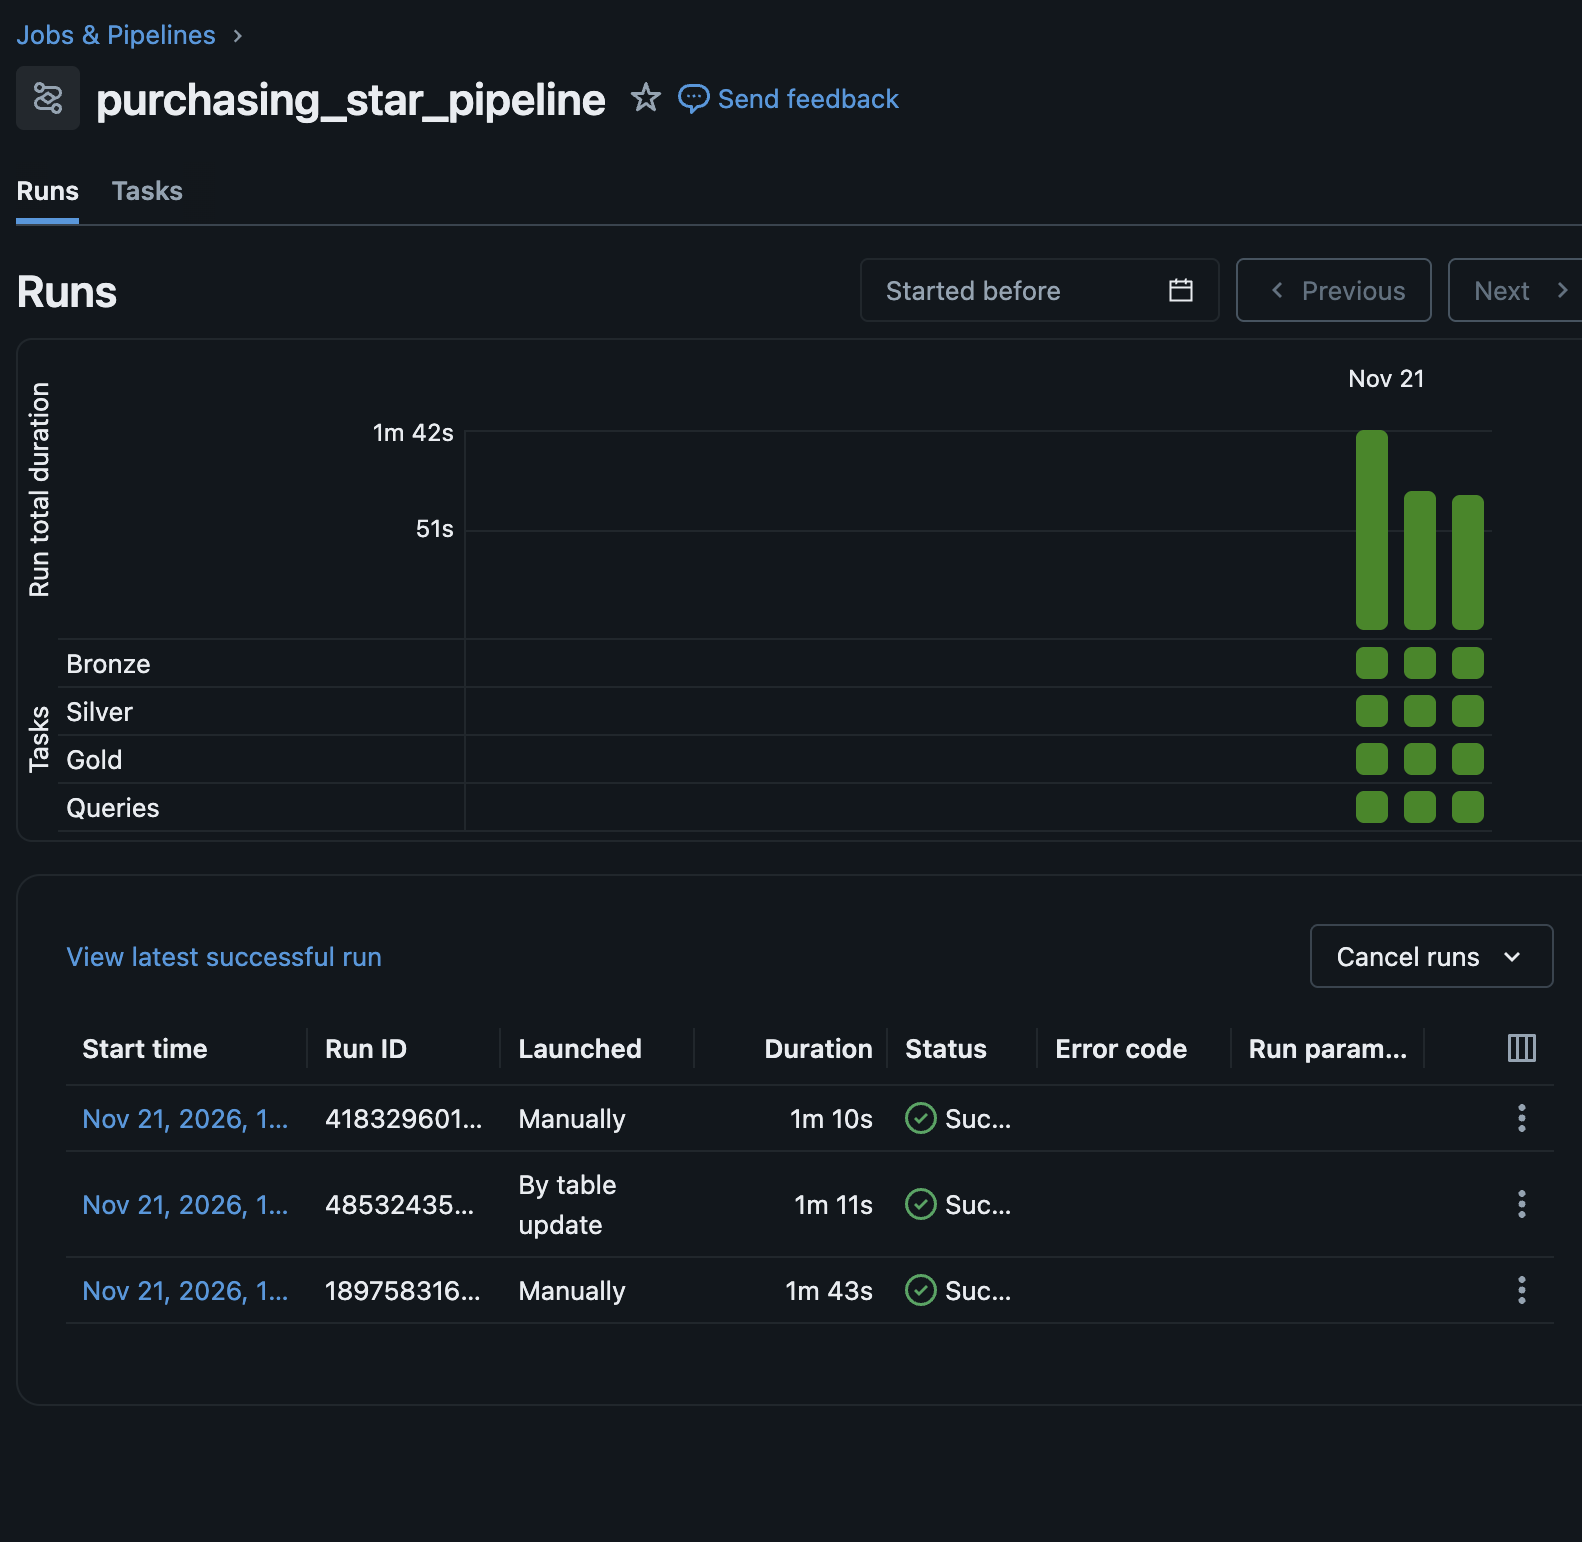 Jobs & Pipelines
purchasing_star_pipeline
Send feedback
Runs Tasks
Runs
Started before
Previous
Next
Run total duration
Nov 21
1m 42s
51s
Tasks
Bronze
Silver
Gold
Queries
View latest successful run
Cancel runs
Start time Run ID Launched Duration Status Error code Run param...
Nov 21, 2026, 1... 418329601... Manually 1m 10s Suc...
Nov 21, 2026, 1... 48532435... By table update 1m 11s Suc...
Nov 21, 2026, 1... 189758316... Manually 1m 43s Suc...